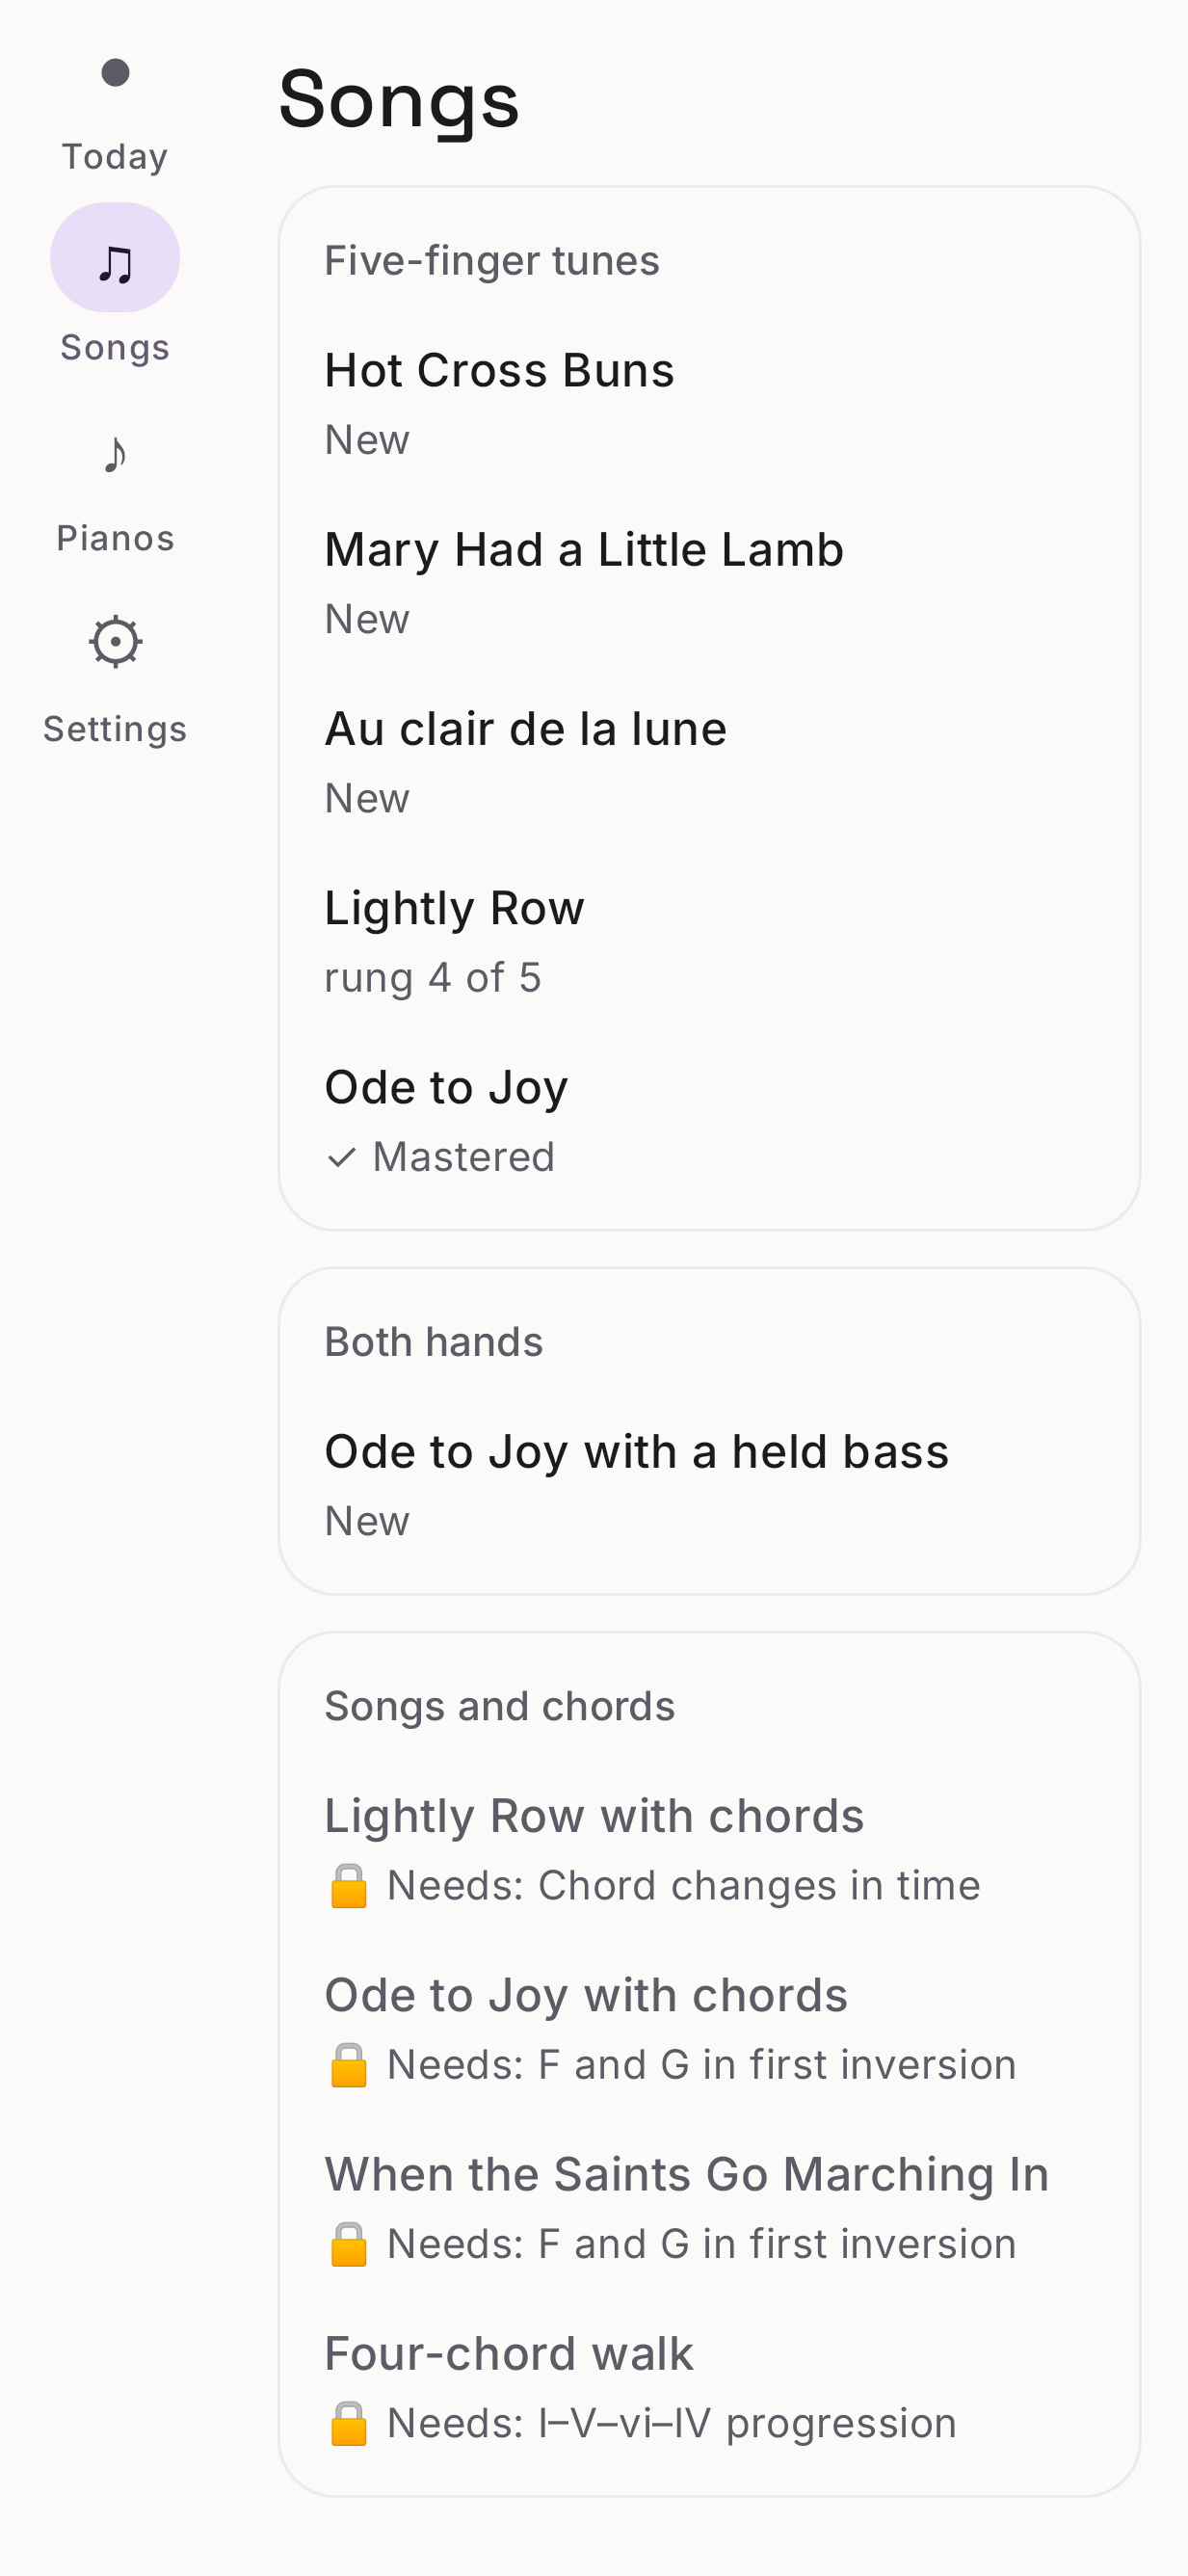 Today
Songs
Pianos
Settings
Songs
Five-finger tunes
Hot Cross Buns
New
Mary Had a Little Lamb
New
Au clair de la lune
New
Lightly Row
rung 4 of 5
Ode to Joy
✓ Mastered
Both hands
Ode to Joy with a held bass
New
Songs and chords
Lightly Row with chords
🔒 Needs: Chord changes in time
Ode to Joy with chords
🔒 Needs: F and G in first inversion
When the Saints Go Marching In
🔒 Needs: F and G in first inversion
Four-chord walk
🔒 Needs: I–V–vi–IV progression